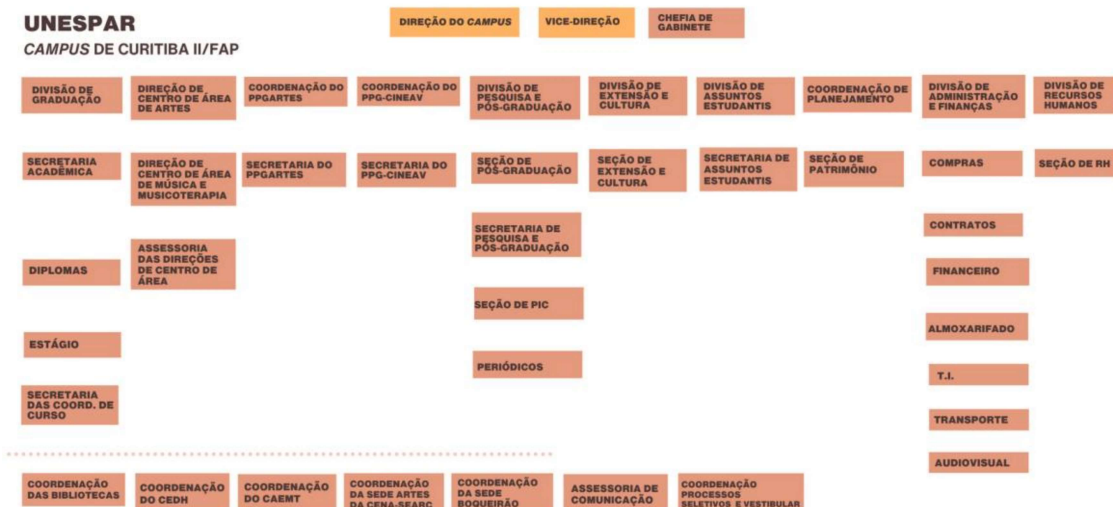 UNESPAR
CAMPUS DE CURITIBA II/FAP
DIREÇÃO DO CAMPUS
VICE-DIREÇÃO
CHEFIA DE
GABINETE
DIVISÃO DE
GRADUAÇÃO
DIREÇÃO DE
CENTRO DE ÁREA
DE ARTES
COORDENAÇÃO DO
PPGARTES
COORDENAÇÃO DO
PPG-CINEAV
DIVISÃO DE
PESQUISA E
PÓS-GRADUAÇÃO
DIVISÃO DE
EXTENSÃO E
CULTURA
DIVISÃO DE
ASSUNTOS
ESTUDANTIS
COORDENAÇÃO DE
PLANEJAMENTO
DIVISÃO DE
ADMINISTRAÇÃO
E FINANÇAS
DIVISÃO DE
RECURSOS
HUMANOS
SECRETARIA
ACADÊMICA
DIREÇÃO DE
CENTRO DE ÁREA
DE MÚSICA E
MUSICOTERAPIA
SECRETARIA DO
PPGARTES
SECRETARIA DO
PPG-CINEAV
SEÇÃO DE
PÓS-GRADUAÇÃO
SEÇÃO DE
EXTENSÃO E
CULTURA
SECRETARIA DE
ASSUNTOS
ESTUDANTIS
SEÇÃO DE
PATRIMÔNIO
COMPRAS
SEÇÃO DE RH
SECRETARIA DE
PESQUISA E
PÓS-GRADUAÇÃO
CONTRATOS
ASSESSORIA
DAS DIREÇÕES
DE CENTRO DE
ÁREA
DIPLOMAS
FINANCEIRO
SEÇÃO DE PIC
ALMOXARIFADO
ESTÁGIO
PERIÓDICOS
T.I.
SECRETARIA
DAS COORD. DE
CURSO
TRANSPORTE
AUDIOVISUAL
COORDENAÇÃO
DAS BIBLIOTECAS
COORDENAÇÃO
DO CEDH
COORDENAÇÃO
DO CAEMT
COORDENAÇÃO
DA SEDE ARTES
DA CENA-SEARC
COORDENAÇÃO
DA SEDE
BOQUEIRÃO
ASSESSORIA DE
COMUNICAÇÃO
COORDENAÇÃO
PROCESSOS
SELETIVOS E VESTIBULAR